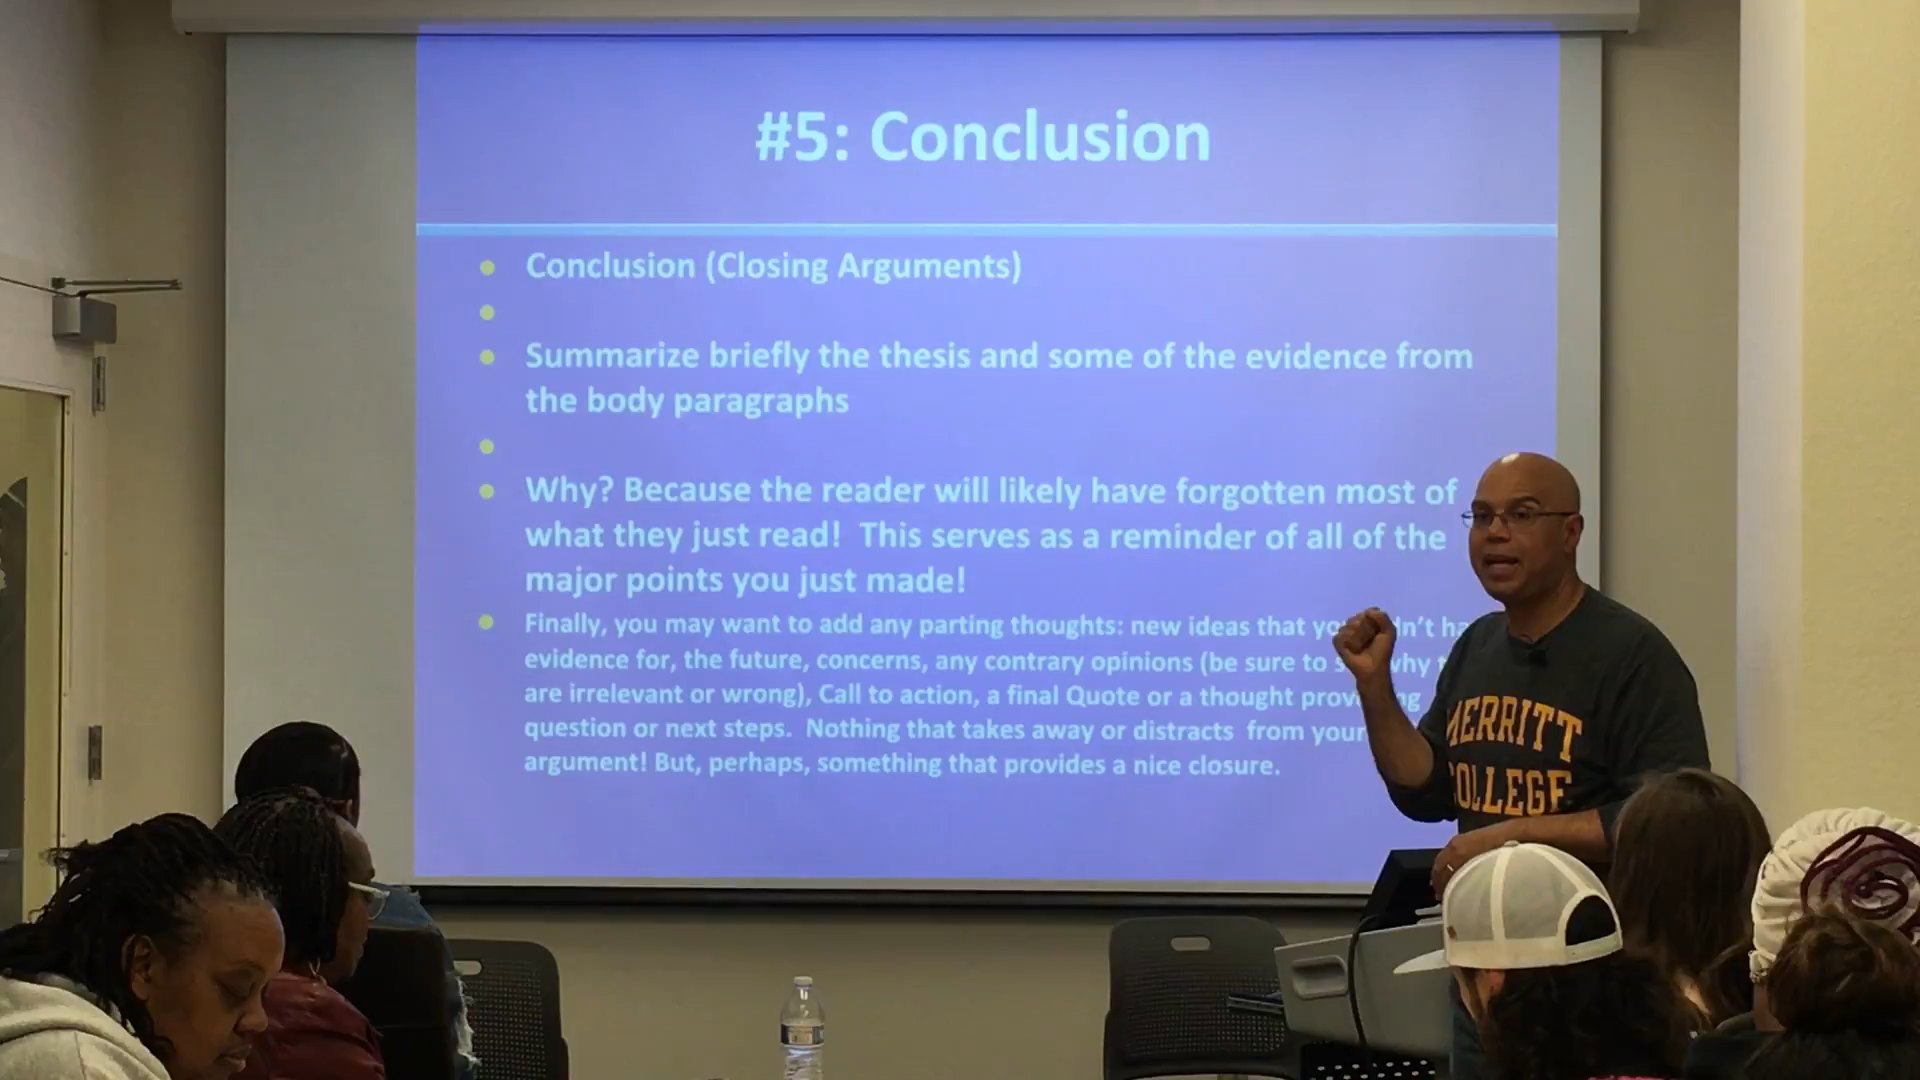 #5: Conclusion
Conclusion (Closing Arguments)
Summarize briefly the thesis and some of the evidence from
the body paragraphs
Why? Because the reader will likely have forgotten most of
what they just read!  This serves as a reminder of all of the
major points you just made!
Finally, you may want to add any parting thoughts: new ideas that
evidence for, the future, concerns, any contrary opinions (be sure to
are irrelevant or wrong), Call to action, a final Quote or a thought
question or next steps.  Nothing that takes away or distracts  from your
argument! But, perhaps, something that provides a nice closure.
MERRITT
COLLEGE